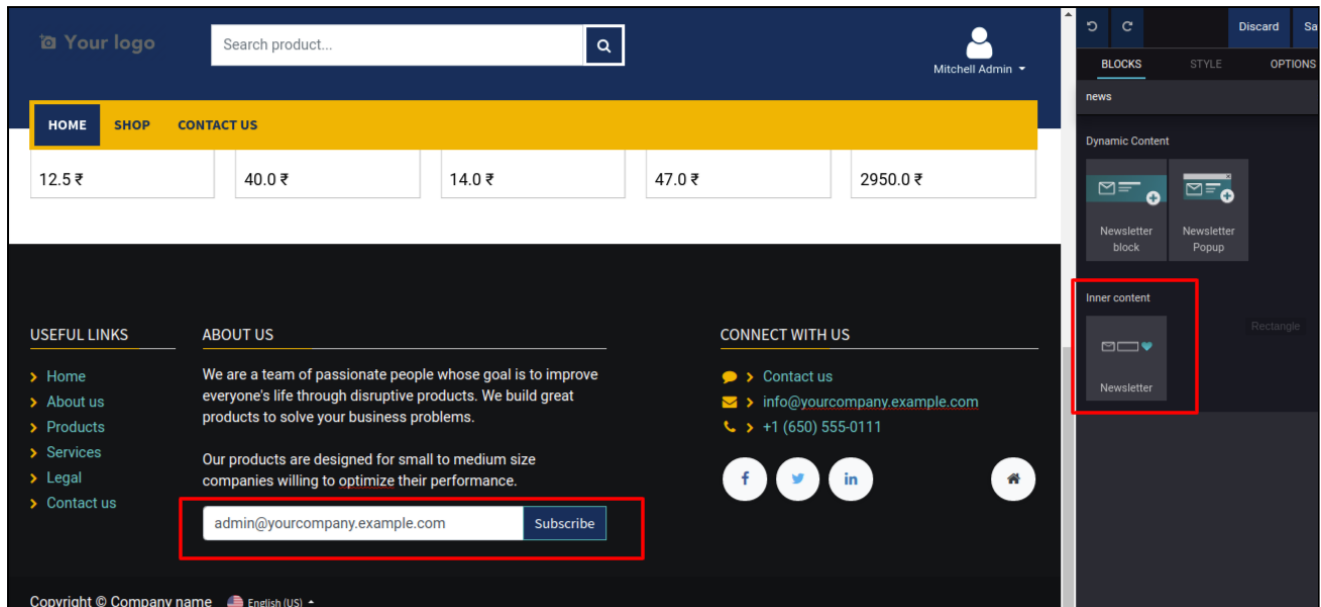 Your logo
Search product...
Mitchell Admin
HOME SHOP CONTACT US
12.5 ₹ 40.0 ₹ 14.0 ₹ 47.0 ₹ 2950.0 ₹
USEFUL LINKS
Home
About us
Products
Services
Legal
Contact us
ABOUT US
We are a team of passionate people whose goal is to improve
everyone's life through disruptive products. We build great
products to solve your business problems.
Our products are designed for small to medium size
companies willing to optimize their performance.
admin@yourcompany.example.com Subscribe
CONNECT WITH US
Contact us
info@yourcompany.example.com
+1 (650) 555-0111
f in
Copyright © Company name English (US)
Discard Sa
BLOCKS STYLE OPTIONS
news
Dynamic Content
Newsletter
block
Newsletter
Popup
Inner content
Newsletter
Rectangle